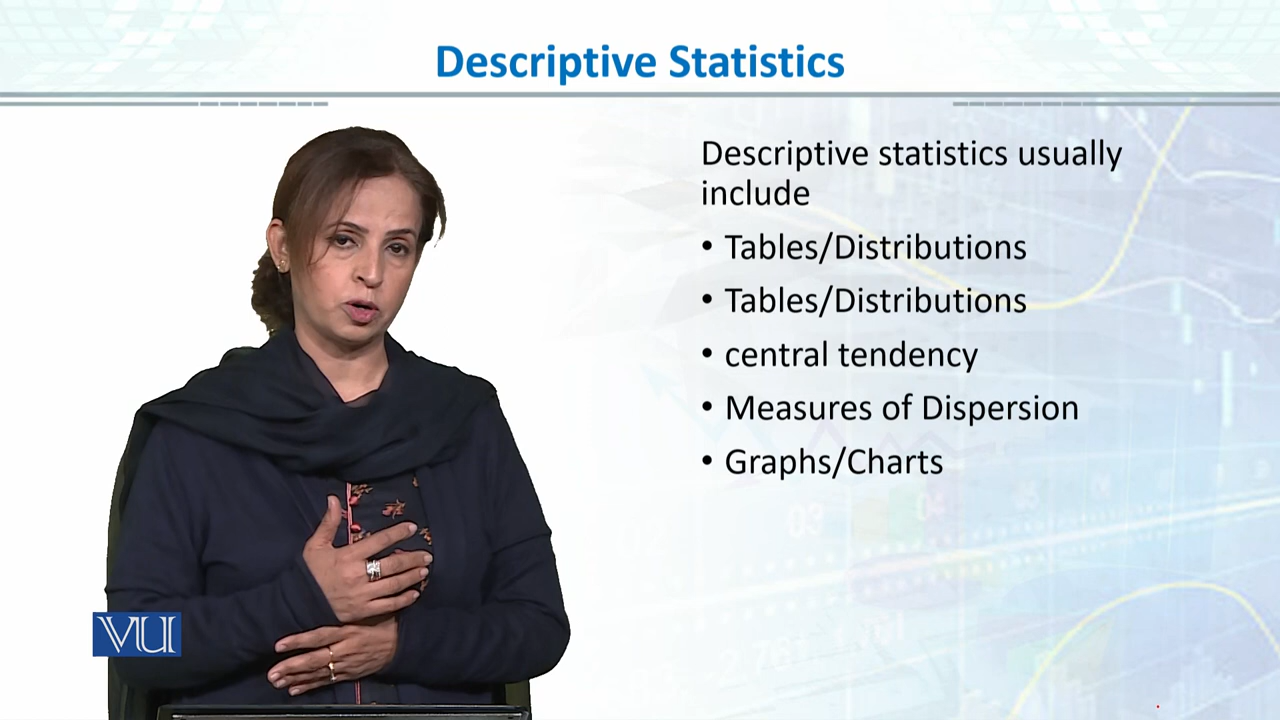 Descriptive Statistics
Descriptive statistics usually
include
• Tables/Distributions
• Tables/Distributions
• central tendency
• Measures of Dispersion
• Graphs/Charts
VU